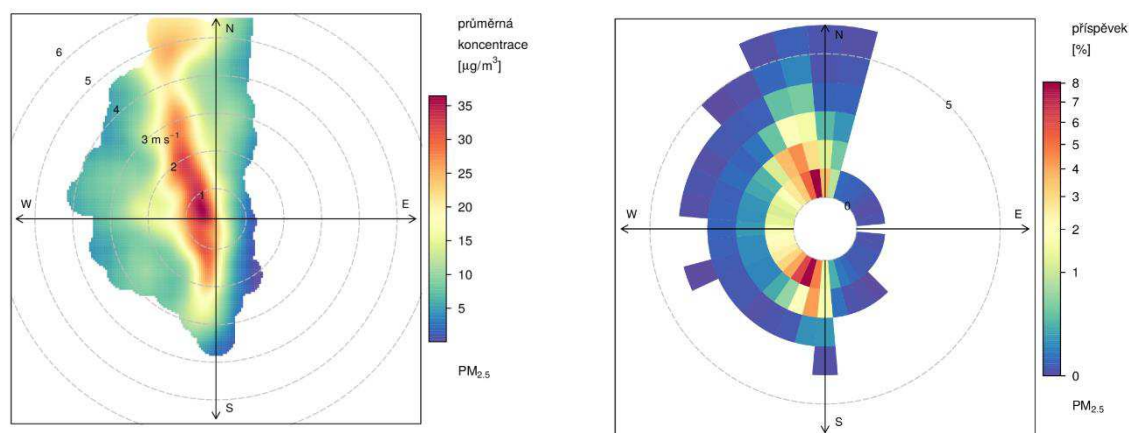 N
6
5
4
3 m s⁻¹
2
1
W
E
S
průměrná
koncentrace
[µg/m³]
35
30
25
20
15
10
5
PM₂.₅
N
5
0
W
E
S
příspěvek
[%]
8
7
6
5
4
3
2
1
0
PM₂.₅